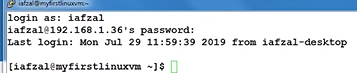 iafzal@myfirstlinuxvm:~
login as: iafzal
iafzal@192.168.1.36's password:
Last login: Mon Jul 29 11:59:39 2019 from iafzal-desktop
[iafzal@myfirstlinuxvm ~]$